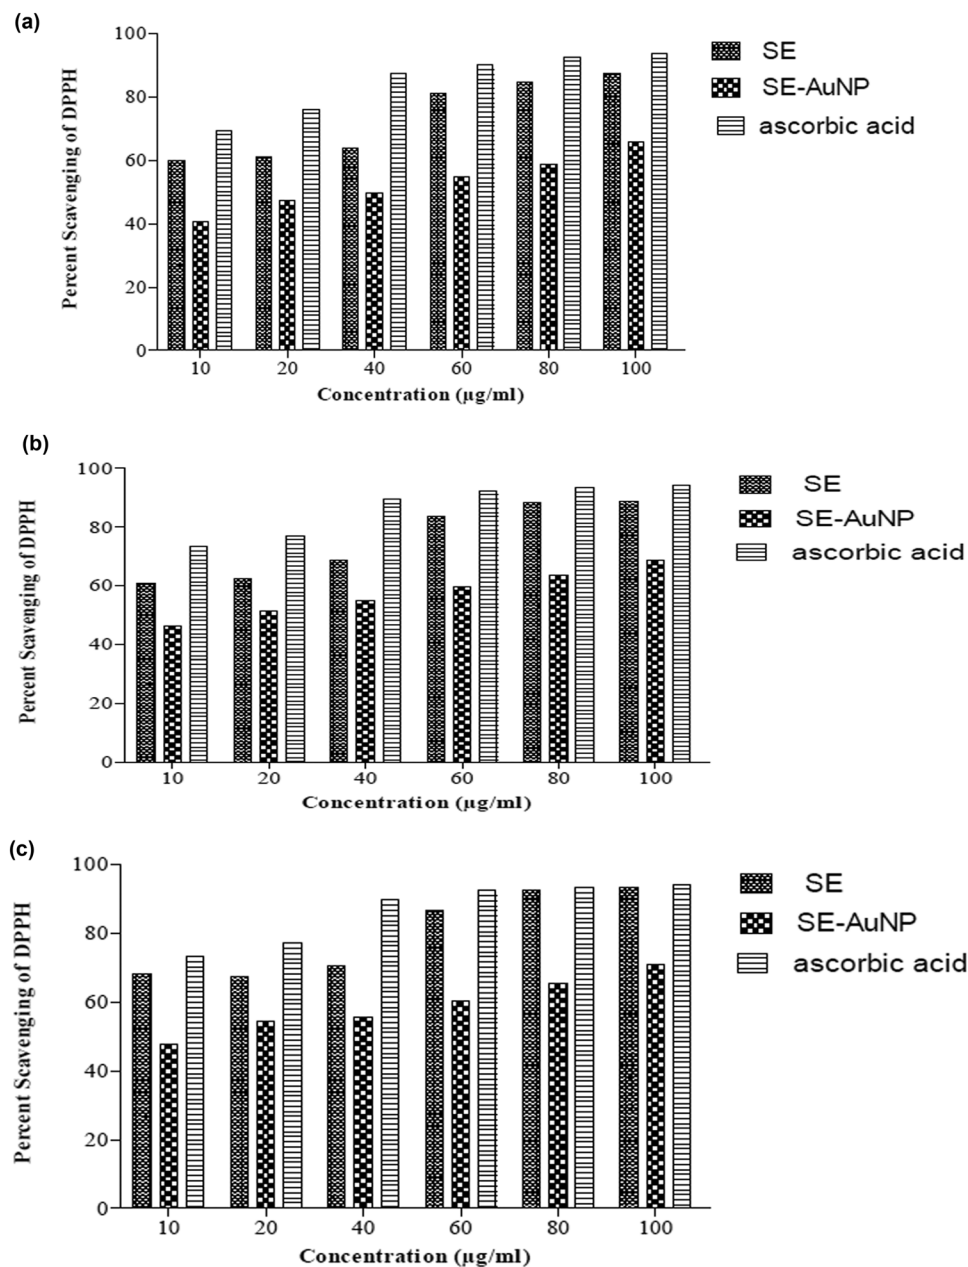 (a)
100
80
60
40
20
0
Percent Scavenging of DPPH
10 20 40 60 80 100
Concentration (µg/ml)
SE
SE-AuNP
ascorbic acid
(b)
100
80
60
40
20
0
Percent Scavenging of DPPH
10 20 40 60 80 100
Concentration (µg/ml)
SE
SE-AuNP
ascorbic acid
(c)
100
80
60
40
20
0
Percent Scavenging of DPPH
10 20 40 60 80 100
Concentration (µg/ml)
SE
SE-AuNP
ascorbic acid